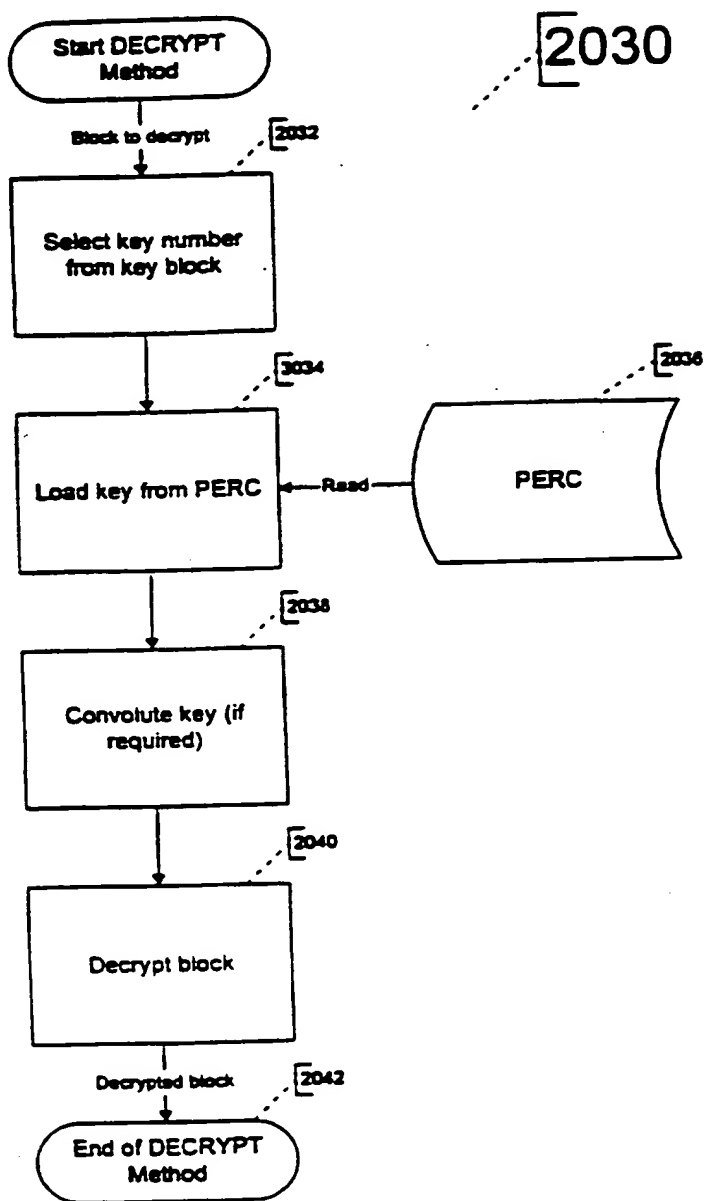 Start DECRYPT
Method
2030
Block to decrypt
2032
Select key number
from key block
3034
2036
Load key from PERC
Read
PERC
2038
Convolute key (if
required)
2040
Decrypt block
Decrypted block
2042
End of DECRYPT
Method